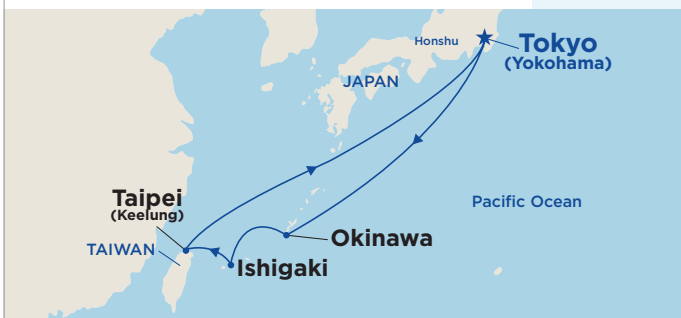 Honshu
Tokyo
(Yokohama)
JAPAN
Taipei
(Keelung)
Pacific Ocean
Okinawa
TAIWAN
Ishigaki